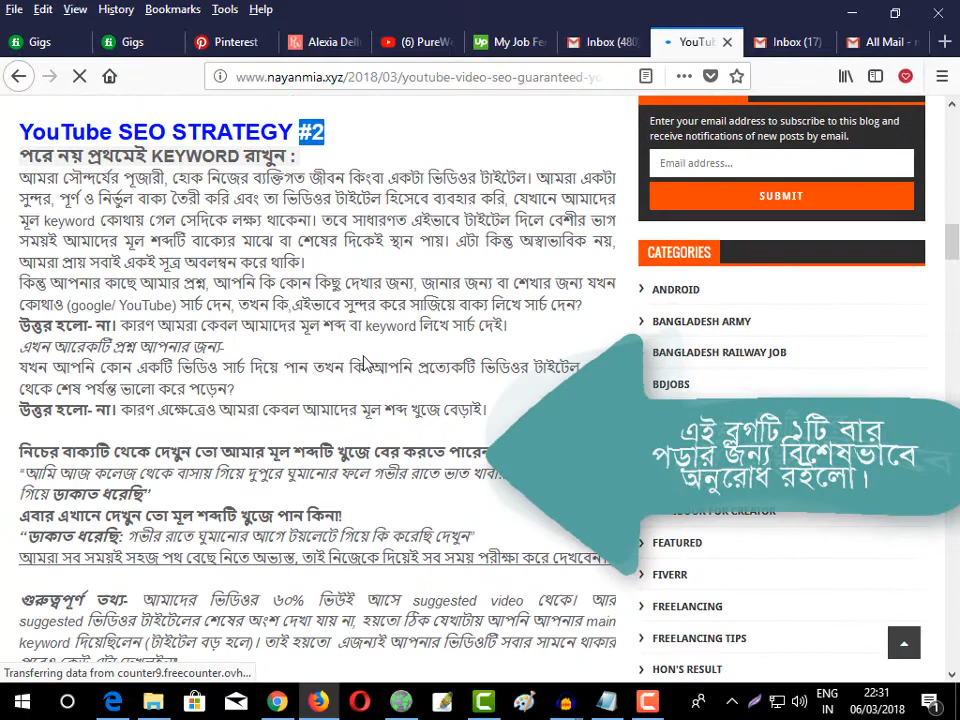 File Edit View History Bookmarks Tools Help
Gigs
Gigs
Pinterest
Alexia Dell
(6) PureW
My Job Fe
Inbox (480
YouTub
Inbox (17)
All Mail -
www.nayanmia.xyz/2018/03/youtube-video-seo-guaranteed-yo
YouTube SEO STRATEGY #2
পরে নয় প্রথমেই KEYWORD রাখুন :
আমরা সৌন্দর্যের পূজারী, হোক নিজের ব্যক্তিগত জীবন কিংবা একটা ভিডিওর টাইটেল। আমরা একটা
সুন্দর, পূর্ণ ও নির্ভুল বাক্য তৈরী করি এবং তা ভিডিওর টাইটেল হিসেবে ব্যবহার করি, যেখানে আমাদের
মূল keyword কোথায় গেল সেদিকে লক্ষ্য থাকেনা। তবে সাধারণত এইভাবে টাইটেল দিলে বেশীর ভাগ
সময়ই আমাদের মূল শব্দটি বাক্যের মাঝে বা শেষের দিকেই স্থান পায়। এটা কিন্তু অস্বাভাবিক নয়,
আমরা প্রায় সবাই একই সূত্র অবলম্বন করে থাকি।
কিন্তু আপনার কাছে আমার প্রশ্ন, আপনি কি কোন কিছু দেখার জন্য, জানার জন্য বা শেখার জন্য যখন
কোথাও (google/ YouTube) সার্চ দেন, তখন কি,এইভাবে সুন্দর করে সাজিয়ে বাক্য লিখে সার্চ দেন?
উত্তর হলো- না। কারণ আমরা কেবল আমাদের মূল শব্দ বা keyword লিখে সার্চ দেই।
এখন আরেকটি প্রশ্ন আপনার জন্য-
যখন আপনি কোন একটি ভিডিও সার্চ দিয়ে পান তখন কি আপনি প্রত্যেকটি ভিডিওর টাইটেল
থেকে শেষ পর্যন্ত ভালো করে পড়েন?
উত্তর হলো- না। কারণ এক্ষেত্রেও আমরা কেবল আমাদের মূল শব্দ খুজে বেড়াই।
নিচের বাক্যটি থেকে দেখুন তো আমার মূল শব্দটি খুজে বের করতে পারেন
“আমি আজ কলেজ থেকে বাসায় গিয়ে দুপুরে ঘুমানোর ফলে গভীর রাতে ভাত খাবার
গিয়ে ডাকাত ধরেছি”
এবার এখানে দেখুন তো মূল শব্দটি খুজে পান কিনা!
“ডাকাত ধরেছি: গভীর রাতে ঘুমানোর আগে টয়লেটে গিয়ে কি করেছি দেখুন”
আমরা সব সময়ই সহজ পথ বেছে নিতে অভ্যস্ত, তাই নিজেকে দিয়েই সব সময় পরীক্ষা করে দেখবেন।
গুরুত্বপূর্ণ তথ্য- আমাদের ভিডিওর ৬০% ভিউই আসে suggested video থেকে। আর
suggested ভিডিওর টাইটেলের শেষের অংশ দেখা যায় না, হয়তো ঠিক যেখাটায় আপনি আপনার main
keyword দিয়েছিলেন (টাইটেল বড় হলে)। তাই হয়তো এজন্যই আপনার ভিডিওটি সবার সামনে থাকার
Enter your email address to subscribe to this blog and
receive notifications of new posts by email.
Email address...
SUBMIT
CATEGORIES
ANDROID
BANGLADESH ARMY
BANGLADESH RAILWAY JOB
BDJOBS
এই ব্লগটি ১টি বার
পড়ার জন্য বিশেষভাবে
অনুরোধ রইলো।
FEATURED
FIVERR
FREELANCING
FREELANCING TIPS
HON'S RESULT
Transferring data from counter9.freecounter.ovh...
ENG
IN
22:31
06/03/2018